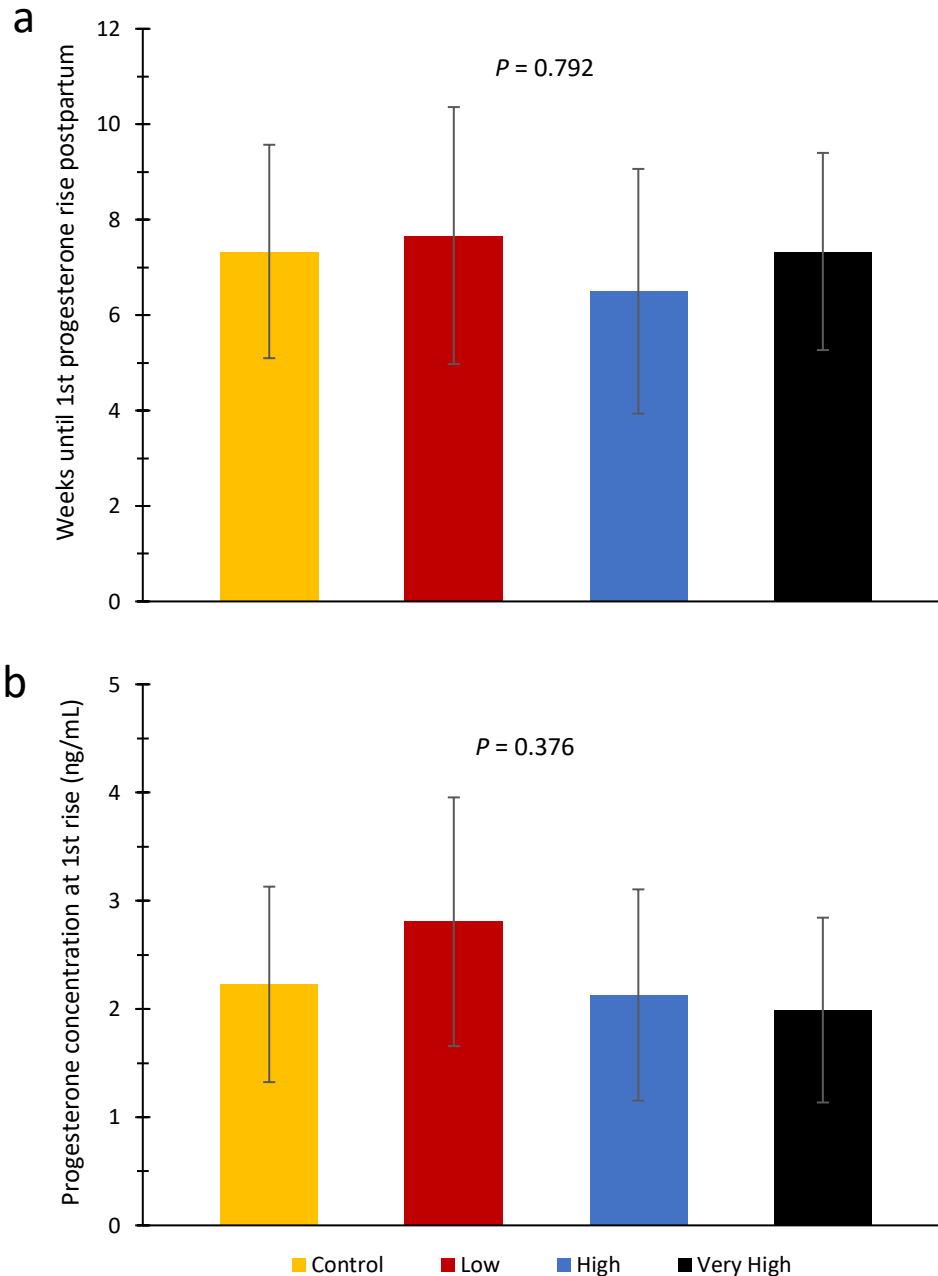 a
Weeks until 1st progesterone rise postpartum
12
10
8
6
4
2
0
P = 0.792
b
Progesterone concentration at 1st rise (ng/mL)
5
4
3
2
1
0
P = 0.376
Control Low High Very High